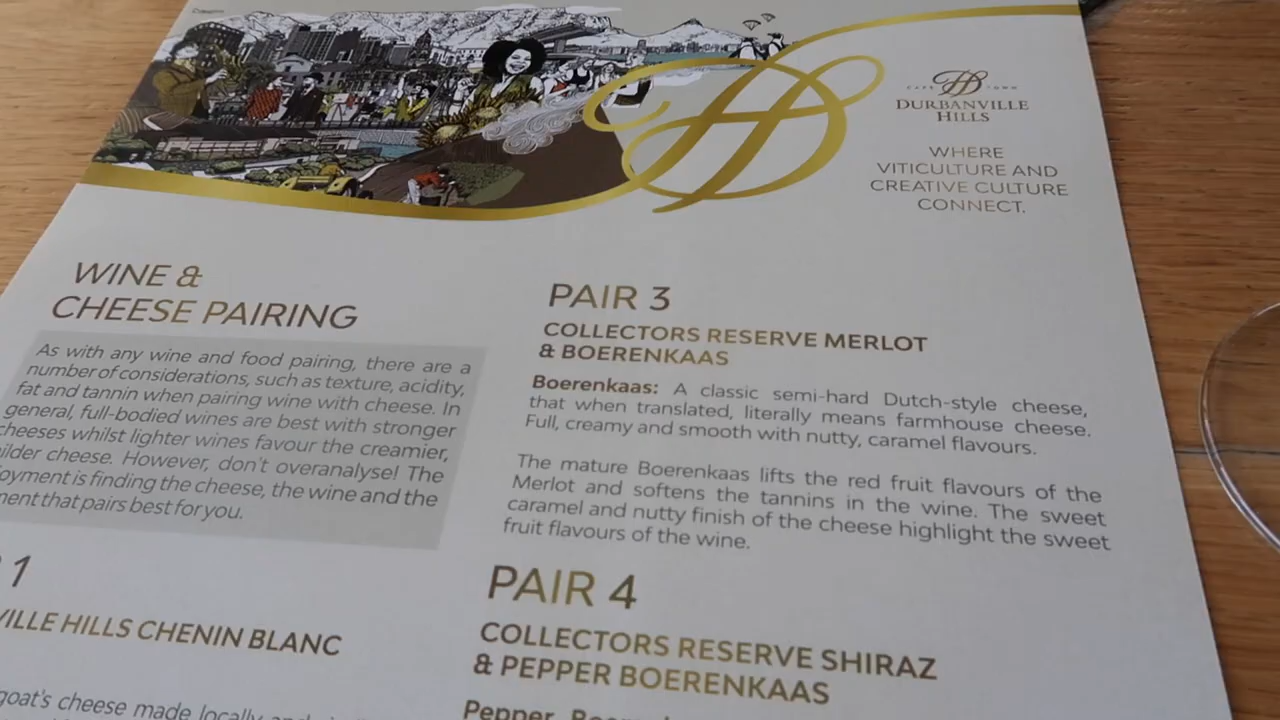 CAPE TOWN
DURBANVILLE
HILLS
WHERE
VITICULTURE AND
CREATIVE CULTURE
CONNECT.
WINE &
CHEESE PAIRING
As with any wine and food pairing, there are a
number of considerations, such as texture, acidity,
fat and tannin when pairing wine with cheese. In
general, full-bodied wines are best with stronger
cheeses whilst lighter wines favour the creamier,
ilder cheese. However, don't overanalyse! The
oyment is finding the cheese, the wine and the
ment that pairs best for you.
1
VILLE HILLS CHENIN BLANC
goat's cheese made locally and
PAIR 3
COLLECTORS RESERVE MERLOT
& BOERENKAAS
Boerenkaas: A classic semi-hard Dutch-style cheese,
that when translated, literally means farmhouse cheese.
Full, creamy and smooth with nutty, caramel flavours.
The mature Boerenkaas lifts the red fruit flavours of the
Merlot and softens the tannins in the wine. The sweet
caramel and nutty finish of the cheese highlight the sweet
fruit flavours of the wine.
PAIR 4
COLLECTORS RESERVE SHIRAZ
& PEPPER BOERENKAAS
Pepper